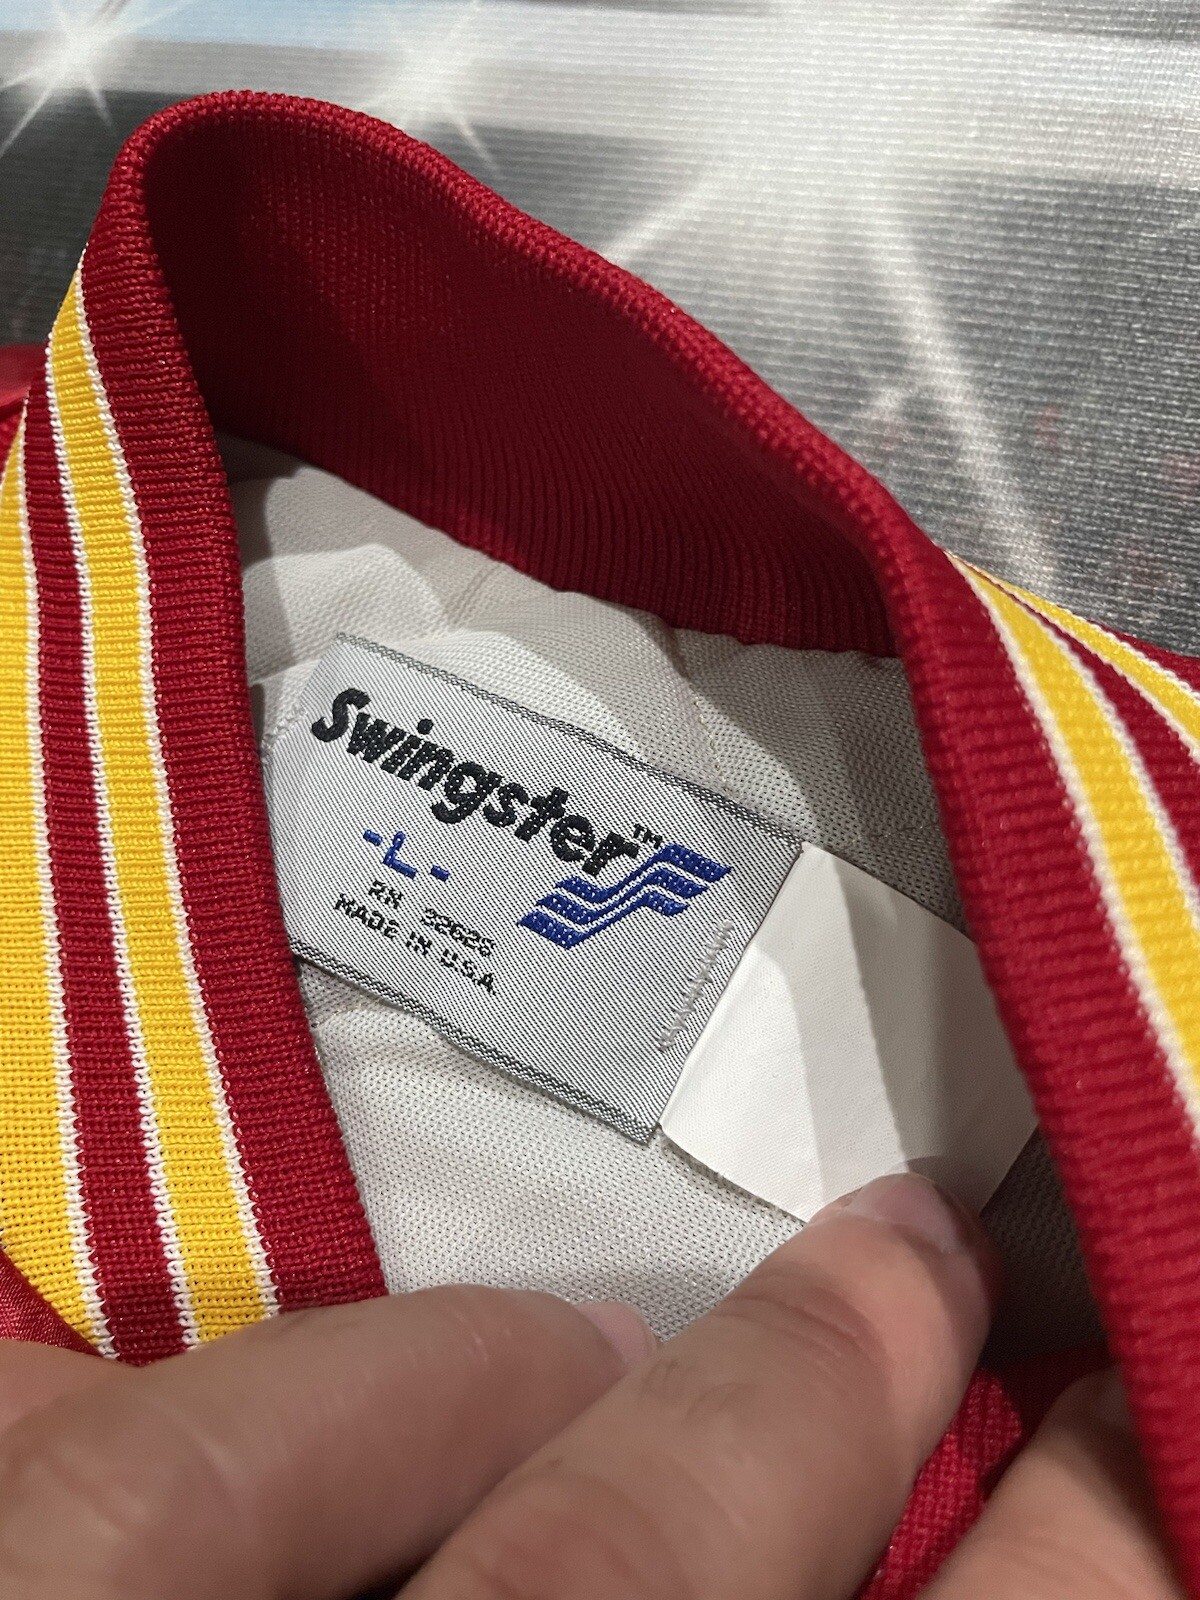 Swingster™
-L-
RN 32625
MADE IN U.S.A.